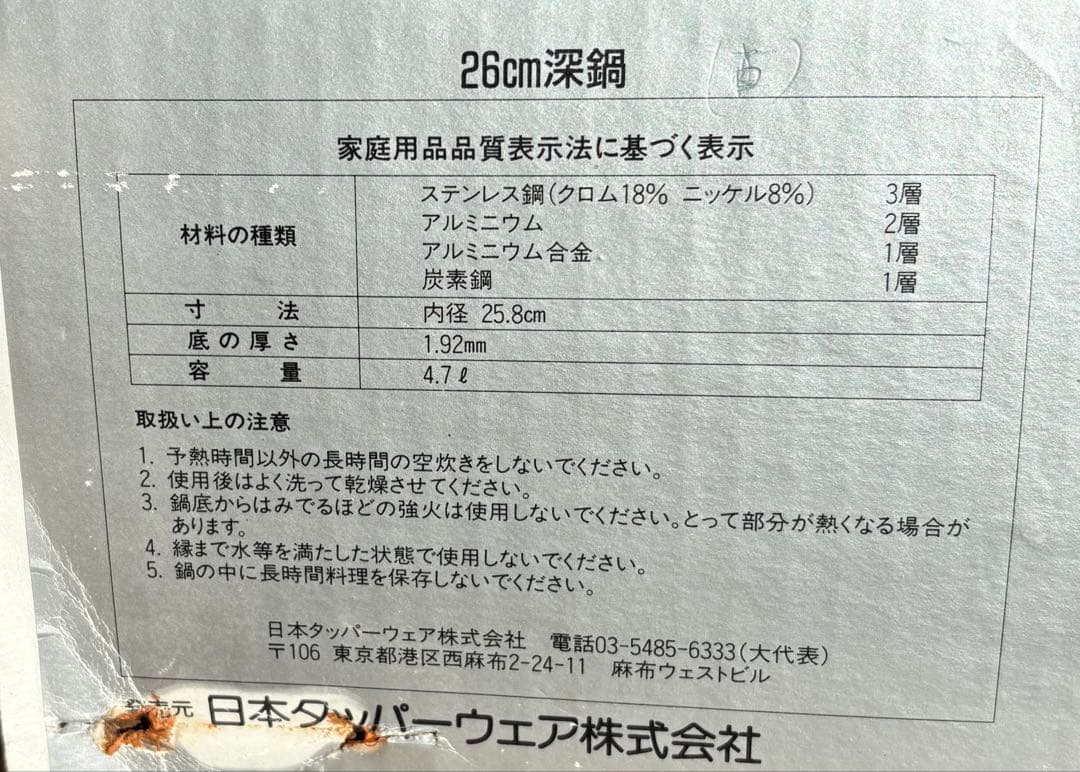 26cm深鍋
家庭用品品質表示法に基づく表示
材料の種類
ステンレス鋼(クロム18% ニッケル8%) 3層
アルミニウム 2層
アルミニウム合金 1層
炭素鋼 1層
寸法 内径 25.8cm
底の厚さ 1.92mm
容量 4.7ℓ
取扱い上の注意
1. 予熱時間以外の長時間の空炊きをしないでください。
2. 使用後はよく洗って乾燥させてください。
3. 鍋底からはみでるほどの強火は使用しないでください。とって部分が熱くなる場合が
あります。
4. 縁まで水等を満たした状態で使用しないでください。
5. 鍋の中に長時間料理を保存しないでください。
日本タッパーウェア株式会社 電話03-5485-6333(大代表)
〒106 東京都港区西麻布2-24-11 麻布ウェストビル
発売元 日本タッパーウェア株式会社